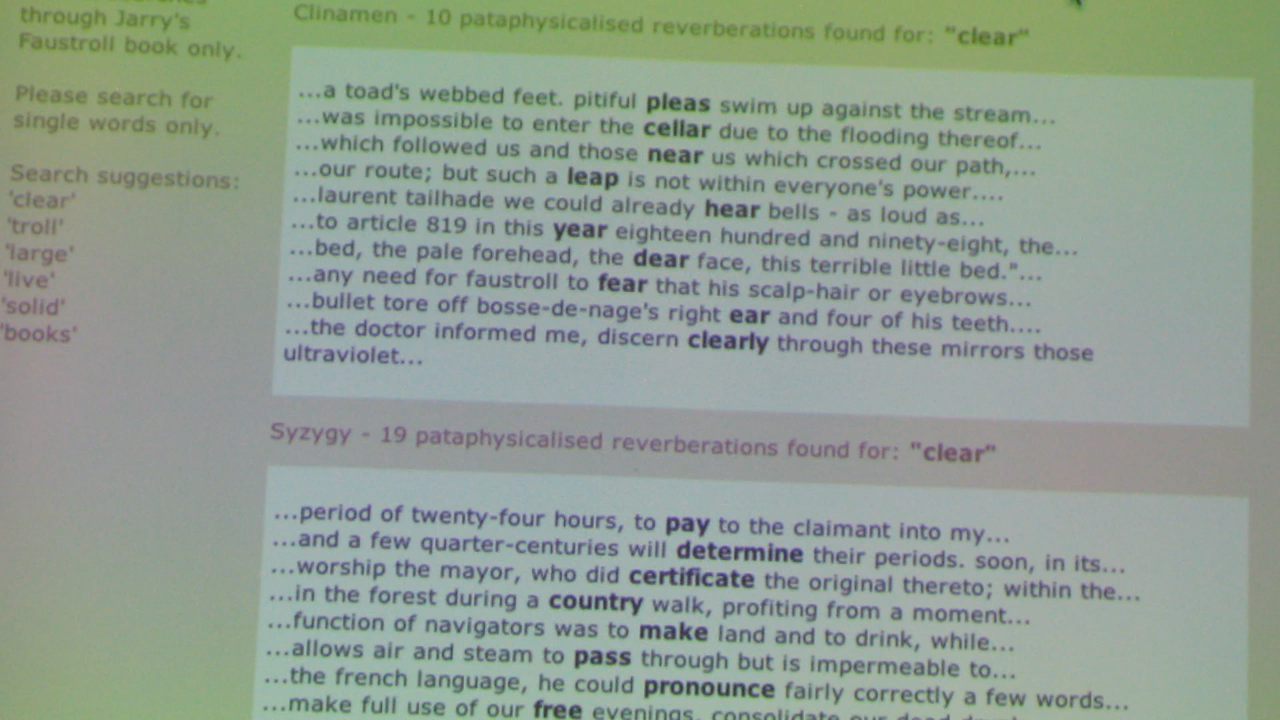 through Jarry's
Faustroll book only.
Please search for
single words only.
Search suggestions:
'clear'
'troll'
'large'
'live'
'solid'
'books'
Clinamen - 10 pataphysicalised reverberations found for: "clear"
...a toad's webbed feet. pitiful pleas swim up against the stream...
...was impossible to enter the cellar due to the flooding thereof...
...which followed us and those near us which crossed our path,...
...our route; but such a leap is not within everyone's power....
...laurent tailhade we could already hear bells - as loud as...
...to article 819 in this year eighteen hundred and ninety-eight, the...
...bed, the pale forehead, the dear face, this terrible little bed."...
...any need for faustroll to fear that his scalp-hair or eyebrows...
...bullet tore off bosse-de-nage's right ear and four of his teeth....
...the doctor informed me, discern clearly through these mirrors those
ultraviolet...
Syzygy - 19 pataphysicalised reverberations found for: "clear"
...period of twenty-four hours, to pay to the claimant into my...
...and a few quarter-centuries will determine their periods. soon, in its...
...worship the mayor, who did certificate the original thereto; within the...
...in the forest during a country walk, profiting from a moment...
...function of navigators was to make land and to drink, while...
...allows air and steam to pass through but is impermeable to...
...the french language, he could pronounce fairly correctly a few words...
...make full use of our free evenings, consolidate our dead